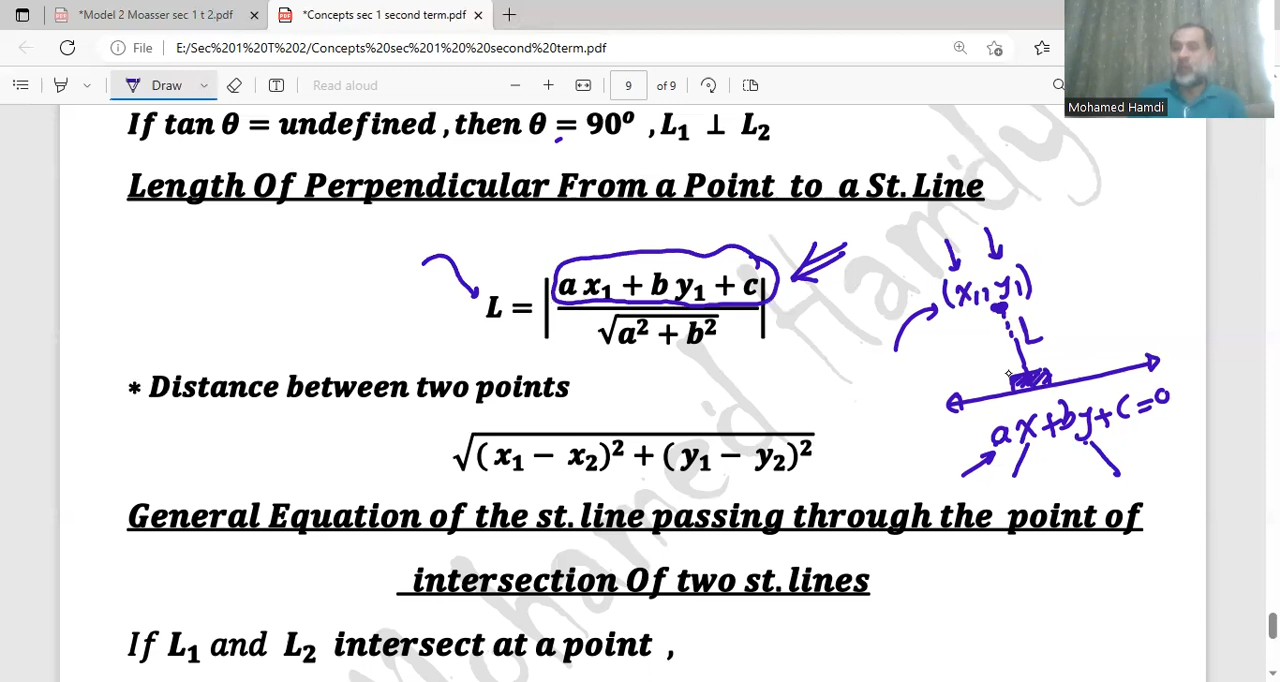 *Model 2 Moasser sec 1 t 2.pdf
*Concepts sec 1 second term.pdf
File
E:/Sec%201%20T%202/Concepts%20sec%201%20%20second%20term.pdf
Draw
Read aloud
9
of 9
Mohamed Hamdi
If tan θ = undefined , then θ = 90° , L₁ ⊥ L₂
Length Of Perpendicular From a Point to a St. Line
L = | a x₁ + b y₁ + c / √(a² + b²) |
(x₁, y₁)
L
ax+by+c=0
* Distance between two points
√(( x₁ − x₂)² + (y₁ − y₂)²)
General Equation of the st. line passing through the point of
intersection Of two st. lines
If L₁ and L₂ intersect at a point ,
Mohamed Hamdy